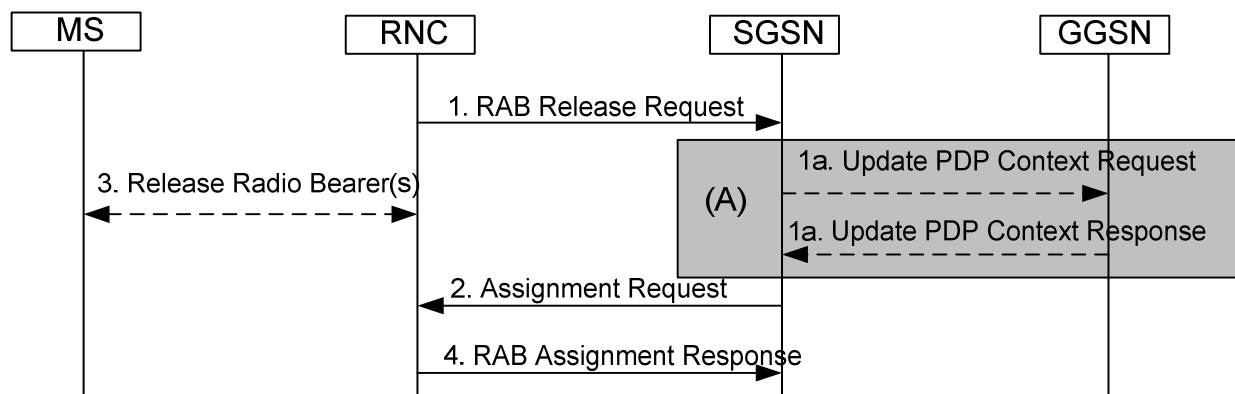 MS
RNC
SGSN
GGSN
1. RAB Release Request
1a. Update PDP Context Request
3. Release Radio Bearer(s)
(A)
1a. Update PDP Context Response
2. Assignment Request
4. RAB Assignment Response